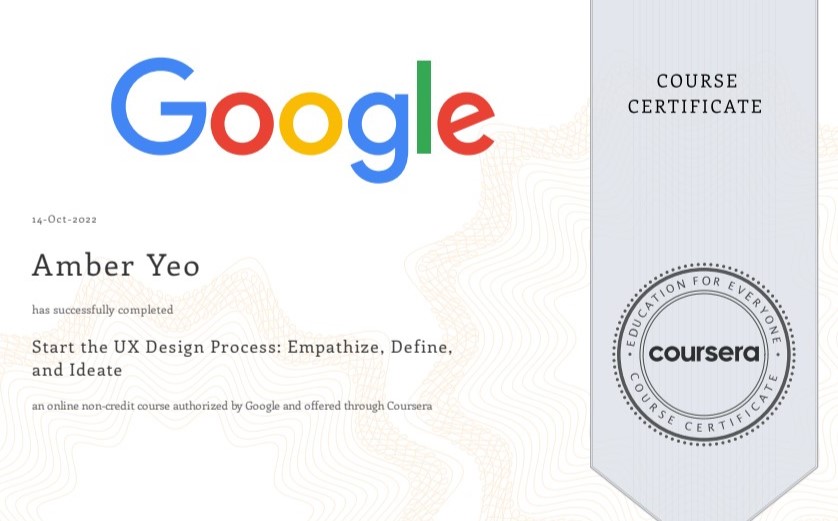 Google
COURSE
CERTIFICATE
14-Oct-2022
Amber Yeo
has successfully completed
Start the UX Design Process: Empathize, Define,
and Ideate
an online non-credit course authorized by Google and offered through Coursera
EDUCATION FOR EVERYONE
coursera
COURSE CERTIFICATE